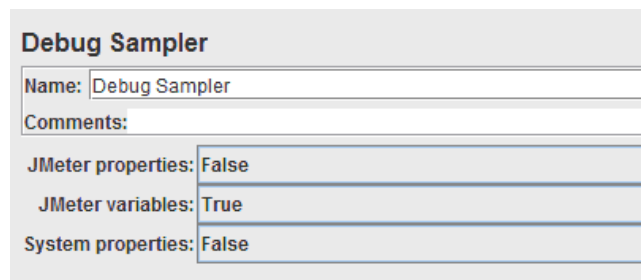 Debug Sampler
Name: Debug Sampler
Comments:
JMeter properties: False
JMeter variables: True
System properties: False